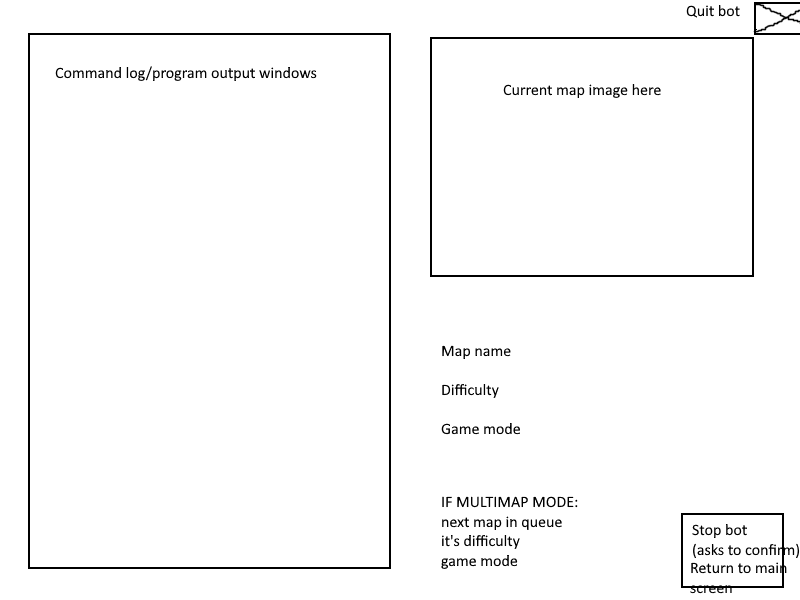 Quit bot
Command log/program output windows
Current map image here
Map name
Difficulty
Game mode
IF MULTIMAP MODE:
next map in queue
it's difficulty
game mode
Stop bot
(asks to confirm)
Return to main
screen